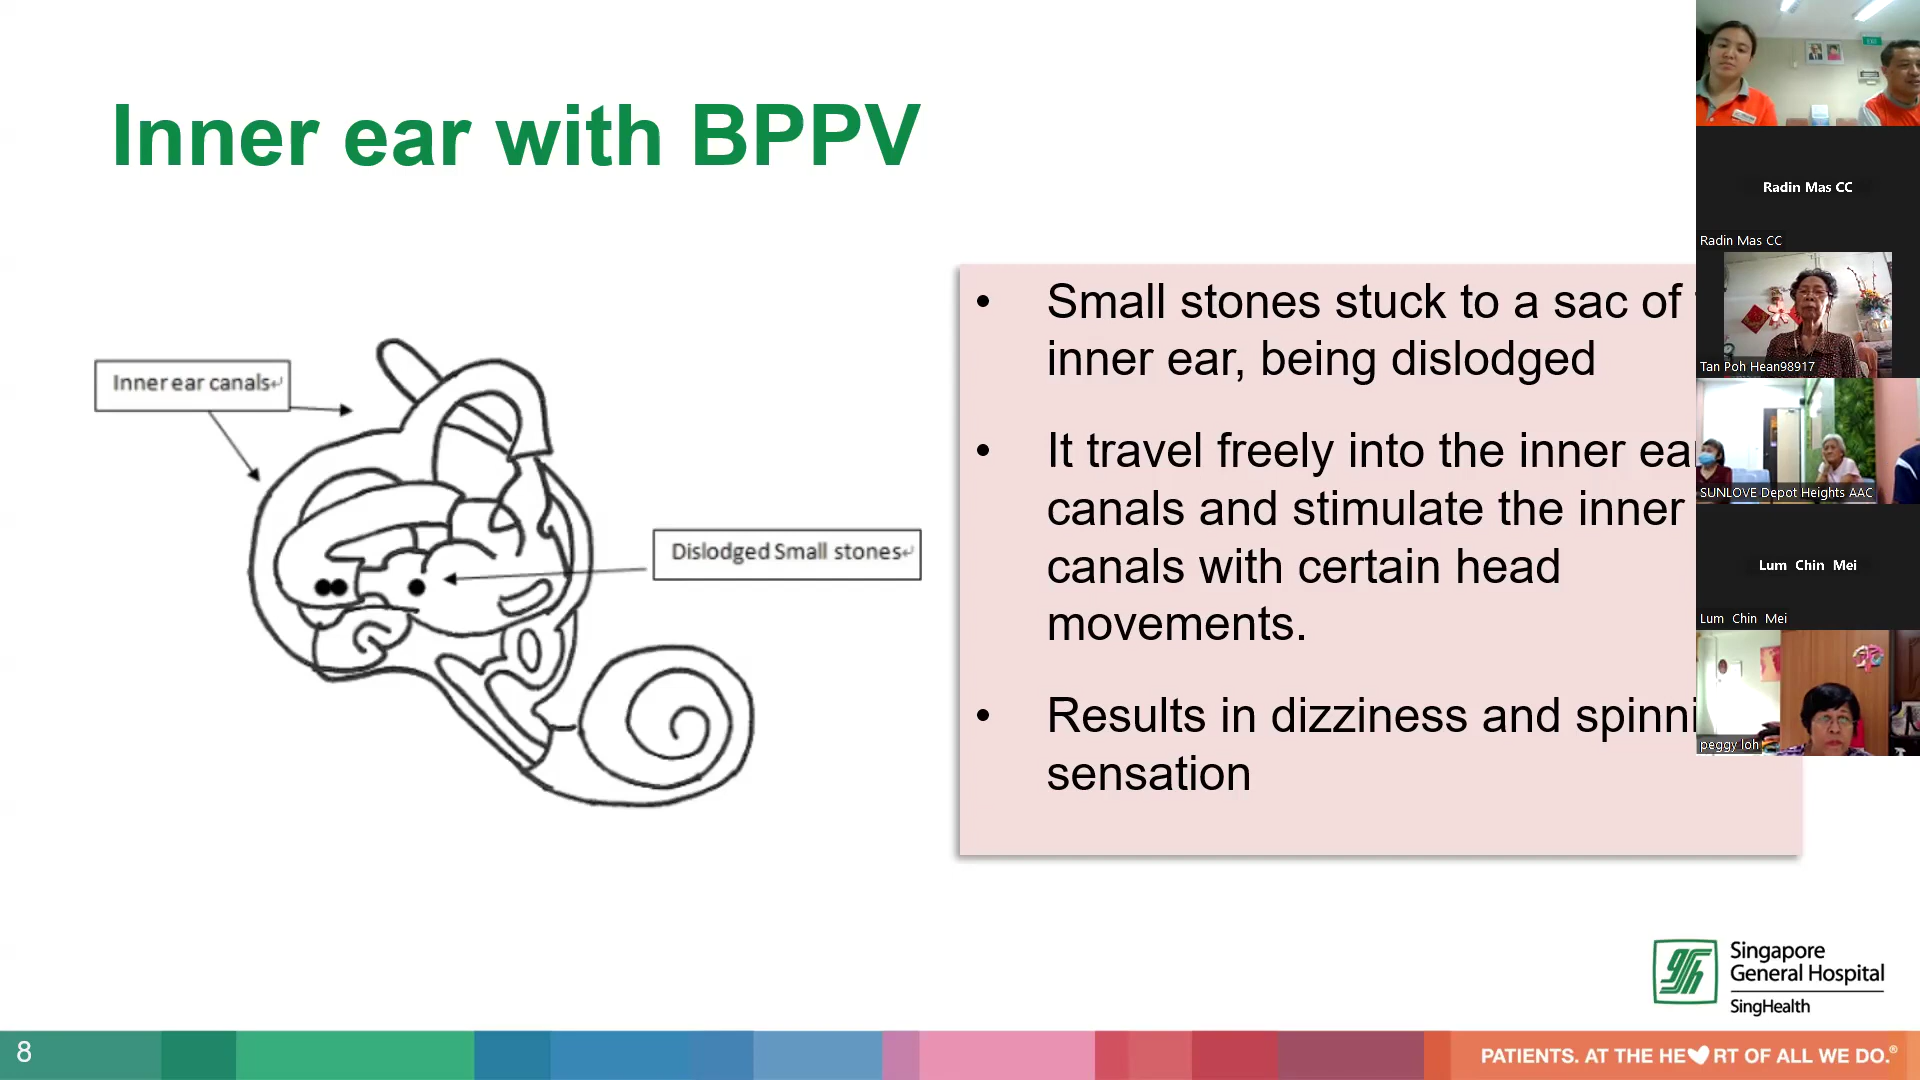 Inner ear with BPPV
Inner ear canals
Dislodged Small stones
• Small stones stuck to a sac of
inner ear, being dislodged
• It travel freely into the inner ea
canals and stimulate the inner
canals with certain head
movements.
• Results in dizziness and spinni
sensation
Radin Mas CC
Radin Mas CC
Tan Poh Hean98917
SUNLOVE Depot Heights AAC
Lum Chin Mei
Lum Chin Mei
peggy loh
Singapore
General Hospital
SingHealth
8
PATIENTS. AT THE HE RT OF ALL WE DO.®